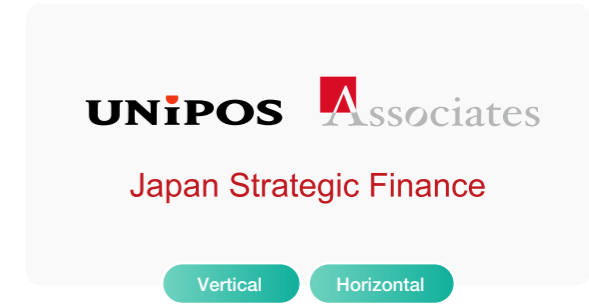 UNiPOS Associates
Japan Strategic Finance
Vertical Horizontal